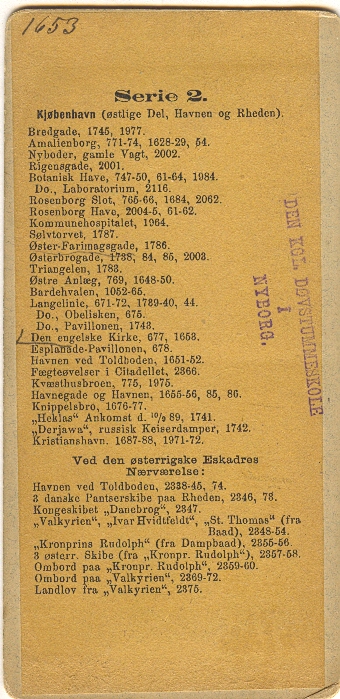 1653
Serie 2.
Kjøbenhavn (østlige Del, Havnen og Rheden).
Bredgade, 1745, 1977.
Amalienborg, 771-74, 1628-29, 54.
Nyboder, gamle Vagt, 2002.
Rigensgade, 2001.
Botanisk Have, 747-50, 61-64, 1984.
Do., Laboratorium, 2116.
Rosenborg Slot, 765-66, 1684, 2062.
Rosenborg Have, 2004-5, 61-62.
Kommunehospitalet, 1964.
Sølvtorvet, 1787.
Øster-Farimagsgade, 1786.
Østerbrogade, 1738, 84, 85, 2003.
Triangelen, 1783.
Østre Anlæg, 769, 1648-50.
Bardehvalen, 1052-65.
Langelinie, 671-72, 1739-40, 44.
Do., Obelisken, 675.
Do., Pavillonen, 1743.
Den engelske Kirke, 677, 1653.
Esplanade-Pavillonen, 678.
Havnen ved Toldboden, 1651-52.
Fægteøvelser i Citadellet, 2366.
Kvæsthusbroen, 775, 1975.
Havnegade og Havnen, 1655-56, 85, 86.
Knippelsbro, 1676-77.
„Heklas“ Ankomst d. 10/9 89, 1741.
„Derjawa“, russisk Keiserdamper, 1742.
Kristianshavn. 1687-88, 1971-72.
Ved den østerrigske Eskadres
Nærværelse:
Havnen ved Toldboden, 2338-45, 74.
3 danske Pantserskibe paa Rheden, 2346, 73.
Kongeskibet „Danebrog“, 2347.
„Valkyrien“, „Ivar Hvidtfeldt“, „St. Thomas“ (fra
Baad), 2348-54.
„Kronprins Rudolph“ (fra Dampbaad), 2355-56.
3 østerr. Skibe (fra „Kronpr. Rudolph“), 2357-58.
Ombord paa „Kronpr. Rudolph“, 2359-60.
Ombord paa „Valkyrien“, 2369-72.
Landlov fra „Valkyrien“, 2375.
DEN KGL. DØVSTUMMESKOLE
I
NYBORG.